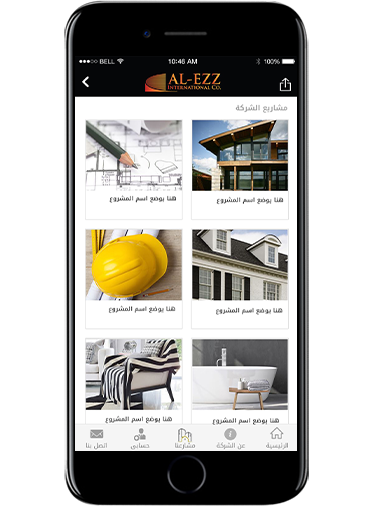 BELL 10:46 AM 100%
AL-EZZ
INTERNATIONAL CO.
مشاريع الشركة
هنا يوضع اسم المشروع
هنا يوضع اسم المشروع
هنا يوضع اسم المشروع
هنا يوضع اسم المشروع
هنا يوضع اسم المشروع
هنا يوضع اسم المشروع
الرئيسية
عن الشركة
مشارعنا
حسابى
اتصل بنا